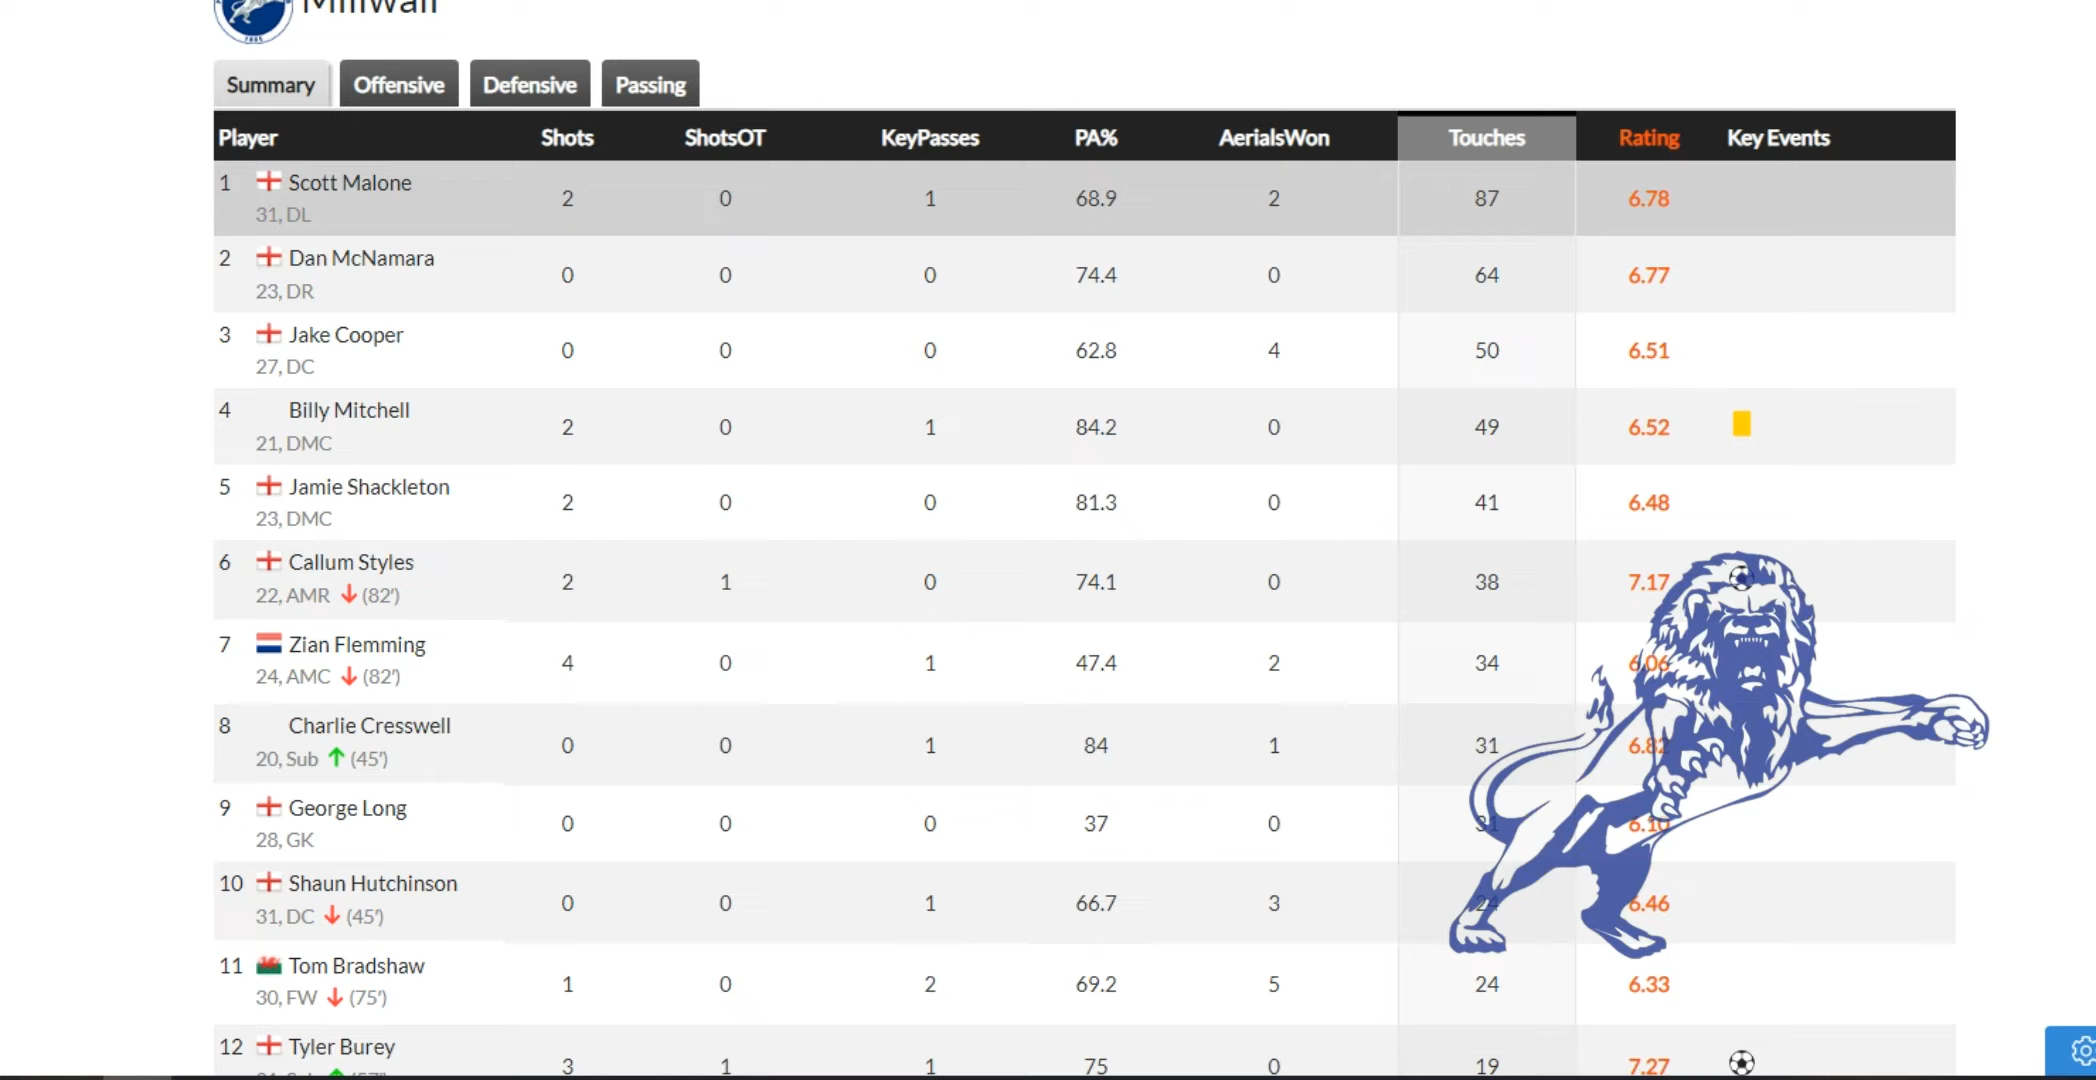 Millwall
Summary Offensive Defensive Passing
Player Shots ShotsOT KeyPasses PA% AerialsWon Touches Rating Key Events
1 Scott Malone 2 0 1 68.9 2 87 6.78
31, DL
2 Dan McNamara 0 0 0 74.4 0 64 6.77
23, DR
3 Jake Cooper 0 0 0 62.8 4 50 6.51
27, DC
4 Billy Mitchell 2 0 1 84.2 0 49 6.52
21, DMC
5 Jamie Shackleton 2 0 0 81.3 0 41 6.48
23, DMC
6 Callum Styles 2 1 0 74.1 0 38 7.17
22, AMR (82')
7 Zian Flemming 4 0 1 47.4 2 34 6.06
24, AMC (82')
8 Charlie Cresswell 0 0 1 84 1 31 6.82
20, Sub (45')
9 George Long 0 0 0 37 0 31 6.10
28, GK
10 Shaun Hutchinson 0 0 1 66.7 3 24 6.46
31, DC (45')
11 Tom Bradshaw 1 0 2 69.2 5 24 6.33
30, FW (75')
12 Tyler Burey 3 1 1 75 0 19 7.27